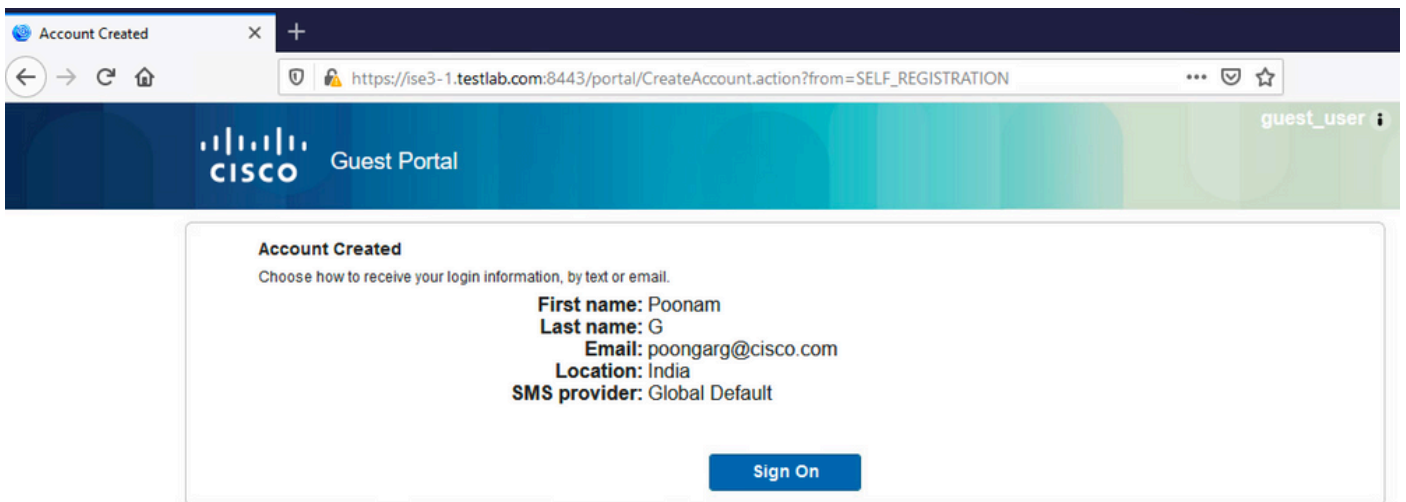 Account Created
https://ise3-1.testlab.com:8443/portal/CreateAccount.action?from=SELF_REGISTRATION
guest_user
CISCO Guest Portal
Account Created
Choose how to receive your login information, by text or email.
First name: Poonam
Last name: G
Email: poongarg@cisco.com
Location: India
SMS provider: Global Default
Sign On